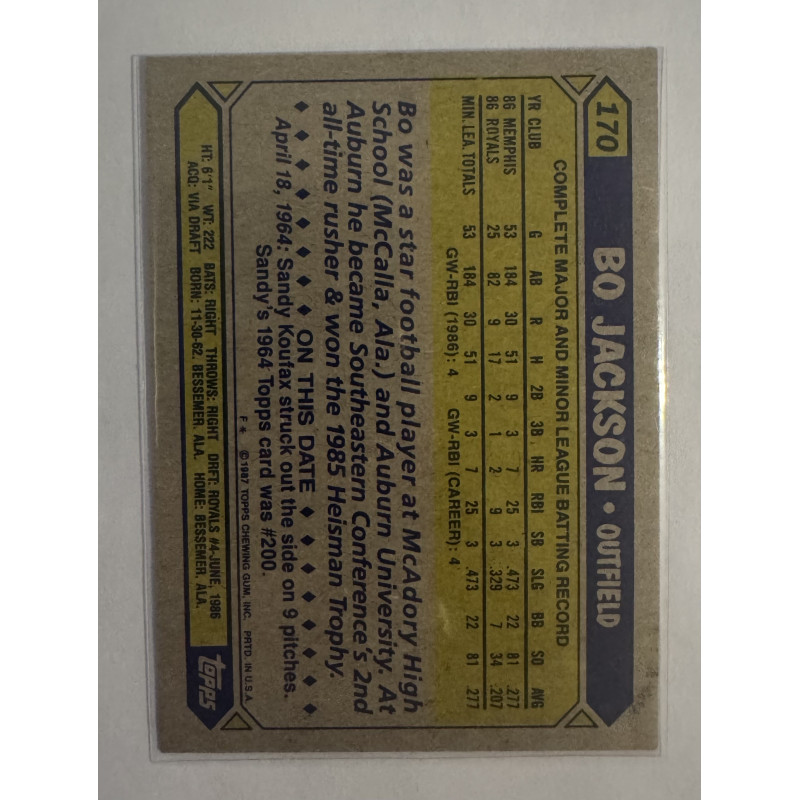 170 BO JACKSON • OUTFIELD
COMPLETE MAJOR AND MINOR LEAGUE BATTING RECORD
YR CLUB G AB R H 2B 3B HR RBI SB SLG BB SO AVG
86 MEMPHIS 53 184 30 51 9 3 7 25 3 .473 22 81 .277
86 ROYALS 25 82 9 17 2 1 2 9 3 .329 7 34 .207
MIN. LEA. TOTALS 53 184 30 51 9 3 7 25 3 .473 22 81 .277
GW-RBI (1986): 4 GW-RBI (CAREER): 4
Bo was a star football player at McAdory High
School (McCalla, Ala.) and Auburn University. At
Auburn he became Southeastern Conference's 2nd
all-time rusher & won the 1985 Heisman Trophy.
♦ ♦ ♦ ♦ ♦ ♦ ♦ ♦ ♦ ON THIS DATE ♦ ♦ ♦ ♦ ♦ ♦ ♦ ♦ ♦
April 18, 1964: Sandy Koufax struck out the side on 9 pitches.
Sandy's 1964 Topps card was #200.
F * ©1987 TOPPS CHEWING GUM, INC. PRTD. IN U.S.A.
HT: 6'1" WT: 222 BATS: RIGHT THROWS: RIGHT DRFT: ROYALS #4-JUNE, 1986
ACQ: VIA DRAFT BORN: 11-30-62, BESSEMER, ALA. HOME: BESSEMER, ALA.
topps